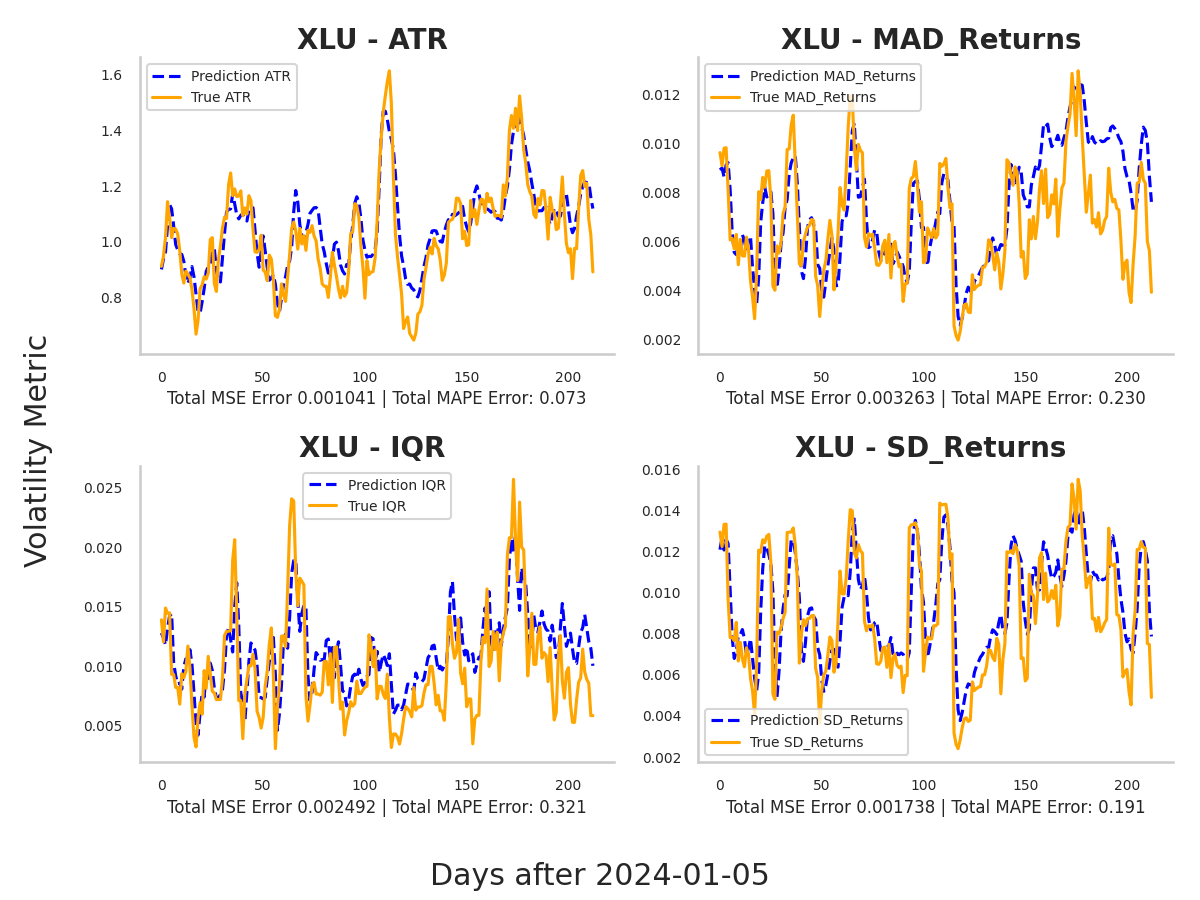 XLU - ATR
Prediction ATR
True ATR
1.6
1.4
1.2
1.0
0.8
0 50 100 150 200
Total MSE Error 0.001041 | Total MAPE Error: 0.073
XLU - MAD_Returns
Prediction MAD_Returns
True MAD_Returns
0.012
0.010
0.008
0.006
0.004
0.002
0 50 100 150 200
Total MSE Error 0.003263 | Total MAPE Error: 0.230
Volatility Metric
XLU - IQR
Prediction IQR
True IQR
0.025
0.020
0.015
0.010
0.005
0 50 100 150 200
Total MSE Error 0.002492 | Total MAPE Error: 0.321
XLU - SD_Returns
0.016
0.014
0.012
0.010
0.008
0.006
0.004
0.002
Prediction SD_Returns
True SD_Returns
0 50 100 150 200
Total MSE Error 0.001738 | Total MAPE Error: 0.191
Days after 2024-01-05